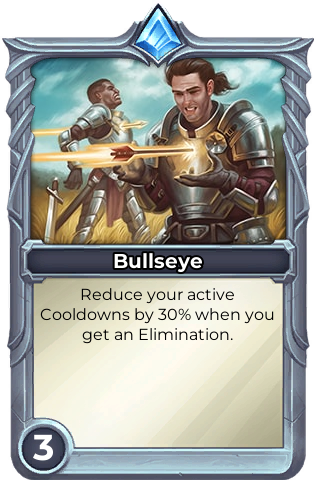 Bullseye
Reduce your active
Cooldowns by 30% when you
get an Elimination.
3